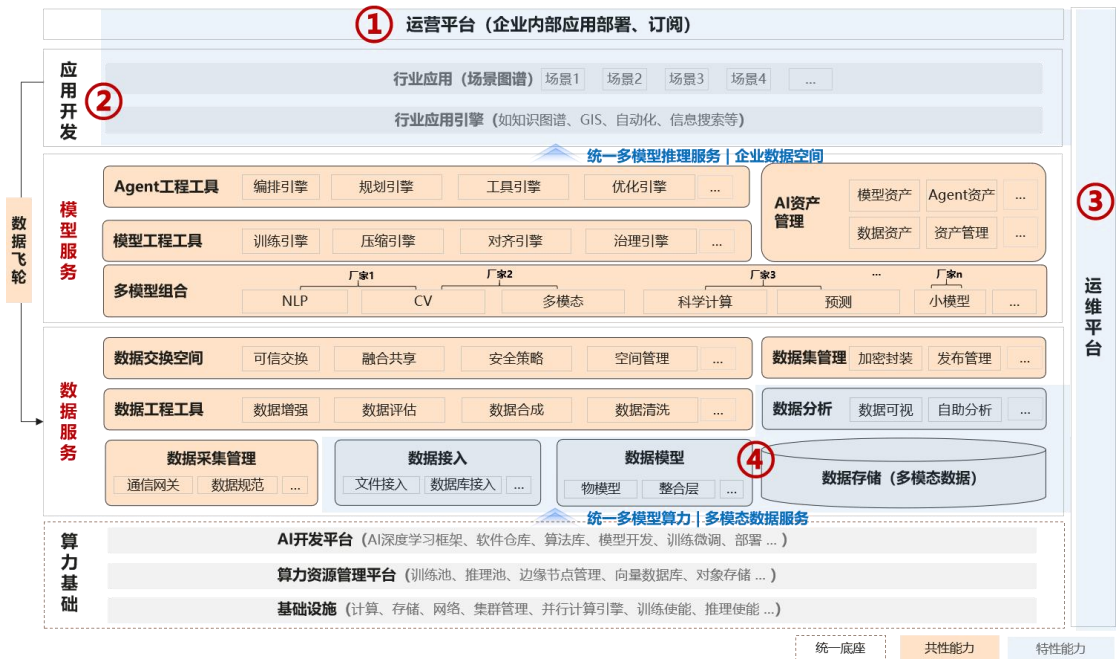 ① 运营平台（企业内部应用部署、订阅）
应用开发
②
行业应用（场景图谱） 场景1 场景2 场景3 场景4 ...
行业应用引擎（如知识图谱、GIS、自动化、信息搜索等）
统一多模型推理服务 | 企业数据空间
模型服务
Agent工程工具 编排引擎 规划引擎 工具引擎 优化引擎 ...
模型工程工具 训练引擎 压缩引擎 对齐引擎 治理引擎 ...
AI资产管理 模型资产 Agent资产 ...
数据资产 资产管理 ...
厂家1 厂家2 厂家3 ... 厂家n
多模型组合 NLP CV 多模态 科学计算 预测 小模型 ...
数据飞轮
③
运维平台
数据服务
数据交换空间 可信交换 融合共享 安全策略 空间管理 ...
数据集管理 加密封装 发布管理 ...
数据工程工具 数据增强 数据评估 数据合成 数据清洗 ...
数据分析 数据可视 自助分析 ...
数据采集管理
通信网关 数据规范 ...
数据接入
文件接入 数据库接入 ...
数据模型
物模型 整合层 ...
④
数据存储（多模态数据）
统一多模型算力 | 多模态数据服务
算力基础
AI开发平台（AI深度学习框架、软件仓库、算法库、模型开发、训练微调、部署 ... ）
算力资源管理平台（训练池、推理池、边缘节点管理、向量数据库、对象存储 ... ）
基础设施（计算、存储、网络、集群管理、并行计算引擎、训练使能、推理使能 ...）
统一底座 共性能力 特性能力